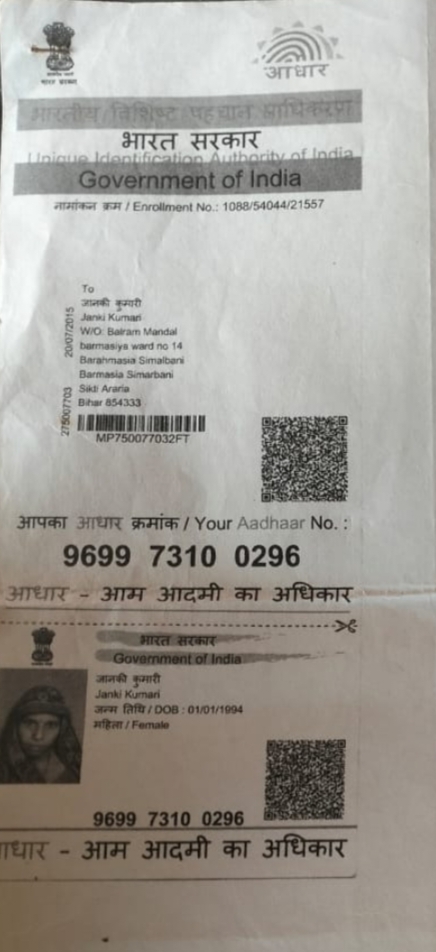 भारत सरकार
आधार
भारतीय विशिष्ट पहचान प्राधिकरण
भारत सरकार
Unique Identification Authority of India
Government of India
नामांकन क्रम / Enrollment No.: 1088/54044/21557
To
जानकी कुमारी
Janki Kumari
W/O: Balram Mandal
barmasiya ward no 14
Barahmasia Simalbani
Barmasia Simarbani
Sikti Araria
Bihar 854333
20/07/2015
MP750077032FT
आपका आधार क्रमांक / Your Aadhaar No. :
9699 7310 0296
आधार - आम आदमी का अधिकार
भारत सरकार
Government of India
जानकी कुमारी
Janki Kumari
जन्म तिथि / DOB : 01/01/1994
महिला / Female
9699 7310 0296
आधार - आम आदमी का अधिकार